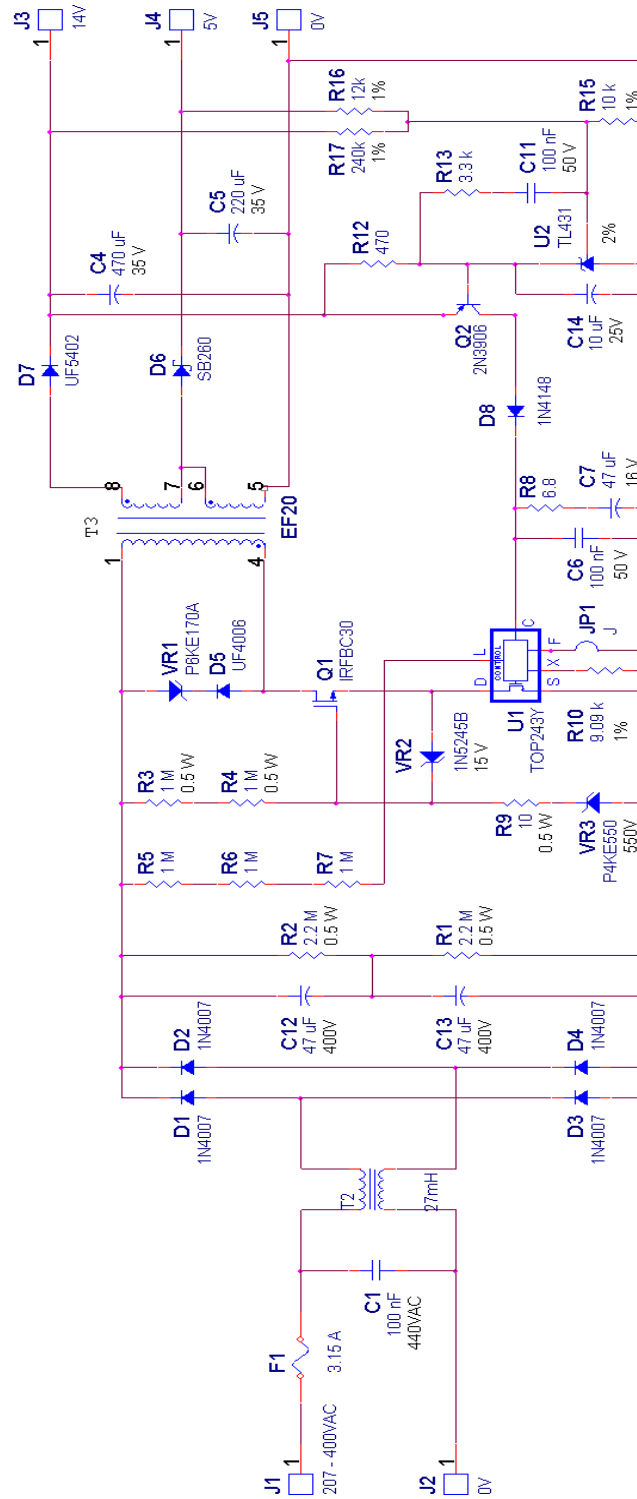 J1
1
207 - 400VAC
J2
1
0V
F1
3.15 A
C1
100 nF
440VAC
T2
27mH
D1
1N4007
D2
1N4007
D3
1N4007
D4
1N4007
C12
47 uF
400V
C13
47 uF
400V
R2
2.2 M
0.5 W
R1
2.2 M
0.5 W
R5
1 M
R6
1 M
R7
1 M
R3
1 M
0.5 W
R4
1 M
0.5 W
VR1
P6KE170A
D5
UF4006
Q1
IRFBC30
VR2
1N5245B
15 V
R9
10
0.5 W
VR3
P4KE550
550V
U1
TOP243Y
D
L
CONTROL
C
S
X
F
R10
9.09 k
1%
JP1
J
T3
1
4
8
7
6
5
EF20
D7
UF5402
D6
SB260
C4
470 uF
35 V
C5
220 uF
35 V
R8
6.8
C6
100 nF
50 V
C7
47 uF
16 V
D8
1N4148
Q2
2N3906
R12
470
R13
3.3 k
C11
100 nF
50 V
U2
TL431
2%
C14
10 uF
25V
R17
240k
1%
R16
12k
1%
R15
10 k
1%
J3
1
14V
J4
1
5V
J5
1
0V